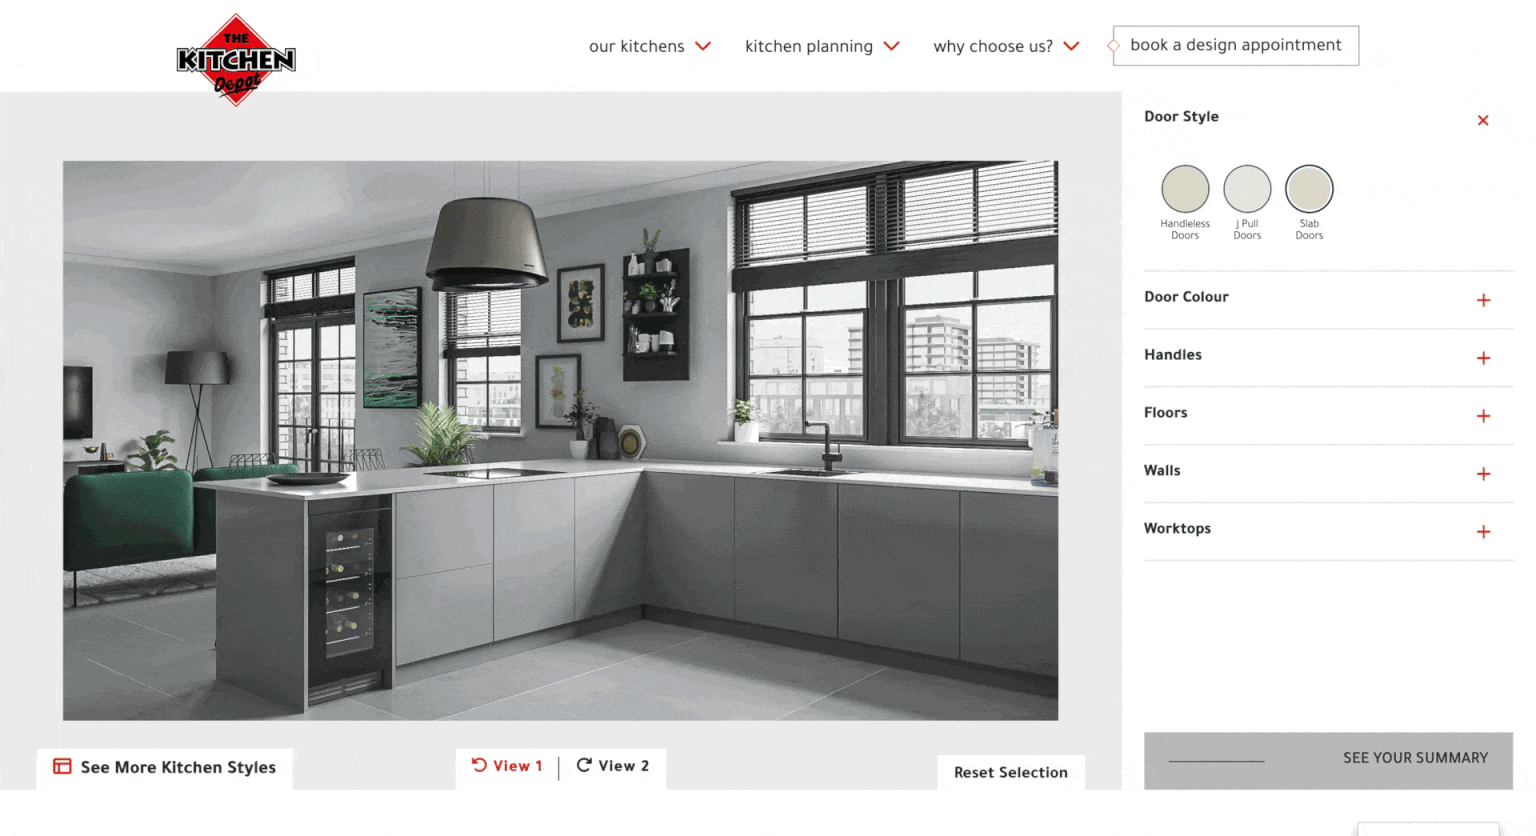 THE
KITCHEN
Depot
our kitchens
kitchen planning
why choose us?
book a design appointment
Door Style
Handleless
Doors
J Pull
Doors
Slab
Doors
Door Colour
Handles
Floors
Walls
Worktops
See More Kitchen Styles
View 1
View 2
Reset Selection
SEE YOUR SUMMARY